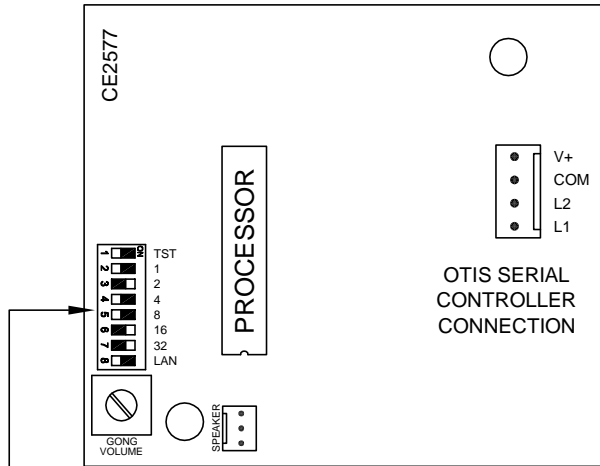 CE2577
PROCESSOR
V+
COM
L2
L1
OTIS SERIAL
CONTROLLER
CONNECTION
ON
1 TST
2 1
3 2
4 4
5 8
6 16
7 32
8 LAN
GONG
VOLUME
SPEAKER